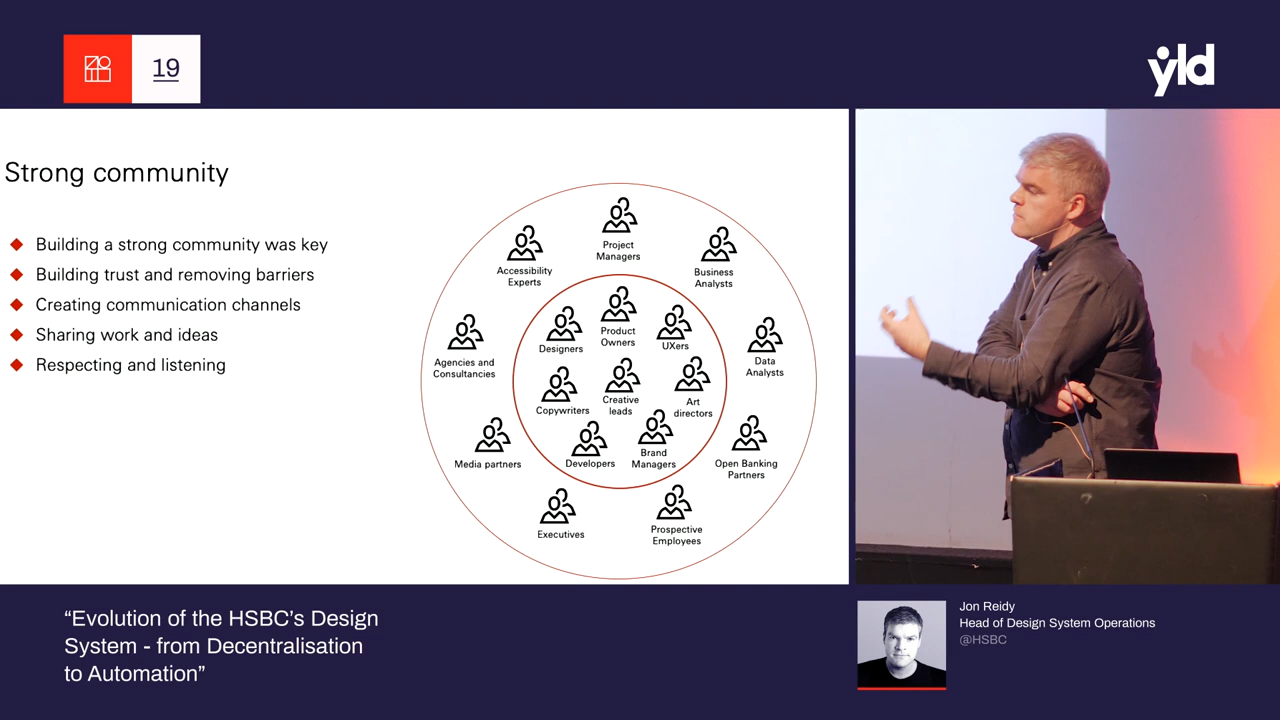 19
yld
Strong community
Building a strong community was key
Building trust and removing barriers
Creating communication channels
Sharing work and ideas
Respecting and listening
Project
Managers
Accessibility
Experts
Business
Analysts
Product
Owners
Designers
UXers
Agencies and
Consultancies
Data
Analysts
Copywriters
Creative
leads
Art
directors
Media partners
Developers
Brand
Managers
Open Banking
Partners
Executives
Prospective
Employees
“Evolution of the HSBC’s Design
System - from Decentralisation
to Automation”
Jon Reidy
Head of Design System Operations
@HSBC